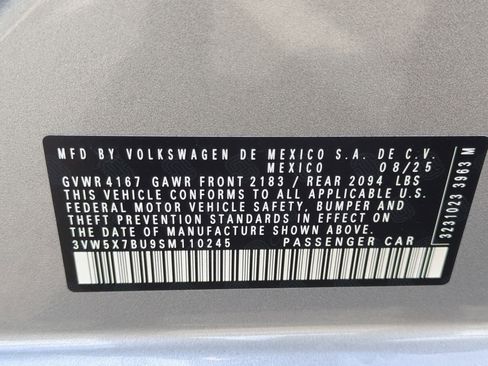 MFD BY VOLKSWAGEN DE MEXICO S.A. DE C.V.
MEXICO 08/25
GVWR 4167 GAWR FRONT 2183 / REAR 2094 LBS
THIS VEHICLE CONFORMS TO ALL APPLICABLE U.S.
FEDERAL MOTOR VEHICLE SAFETY, BUMPER AND
THEFT PREVENTION STANDARDS IN EFFECT ON
THE DATE OF MANUFACTURE SHOWN ABOVE.
3VW5X7BU9SM110245 PASSENGER CAR
3231023 3963 M